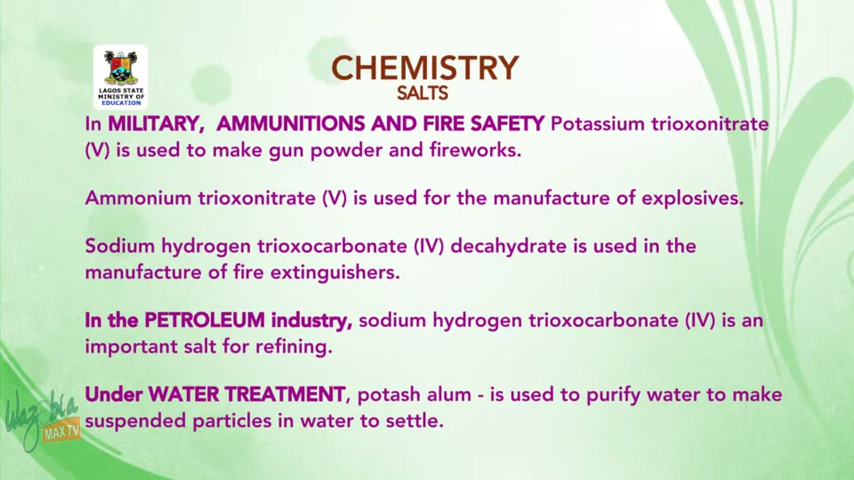 LAGOS STATE
MINISTRY OF
EDUCATION
CHEMISTRY
SALTS
In MILITARY, AMMUNITIONS AND FIRE SAFETY Potassium trioxonitrate
(V) is used to make gun powder and fireworks.
Ammonium trioxonitrate (V) is used for the manufacture of explosives.
Sodium hydrogen trioxocarbonate (IV) decahydrate is used in the
manufacture of fire extinguishers.
In the PETROLEUM industry, sodium hydrogen trioxocarbonate (IV) is an
important salt for refining.
Under WATER TREATMENT, potash alum - is used to purify water to make
suspended particles in water to settle.
Wazobia
MAX TV